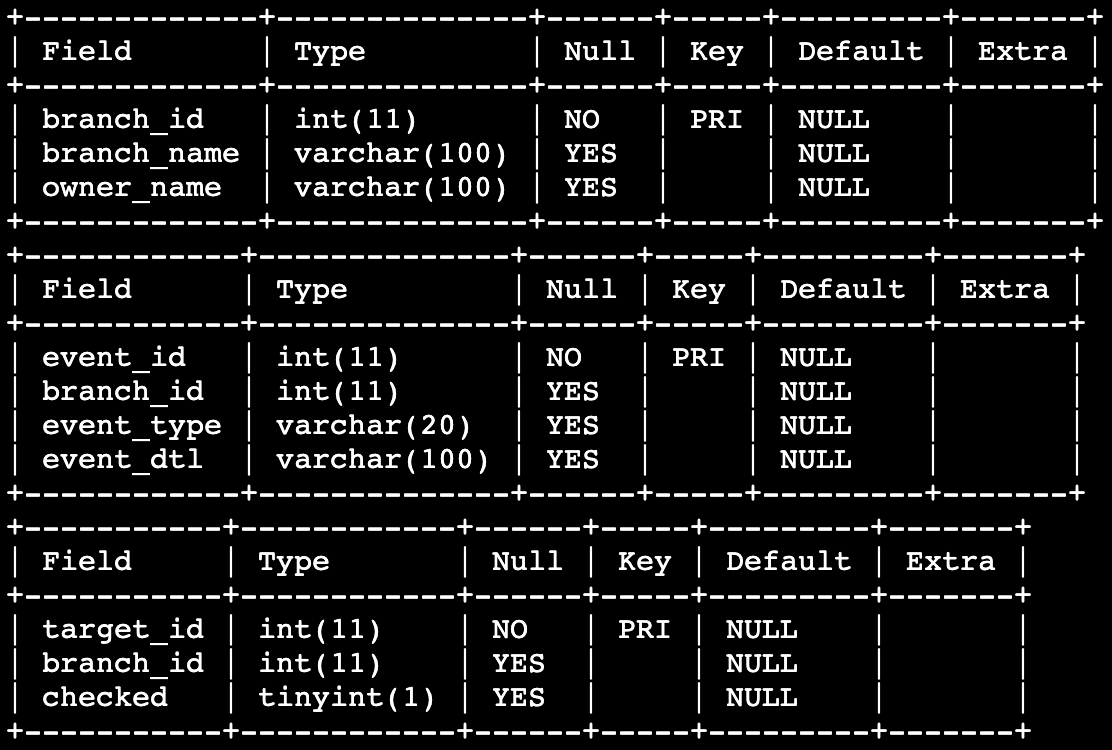 +-------------+--------------+------+-----+---------+-------+
| Field       | Type         | Null | Key | Default | Extra |
+-------------+--------------+------+-----+---------+-------+
| branch_id   | int(11)      | NO   | PRI | NULL    |       |
| branch_name | varchar(100) | YES  |     | NULL    |       |
| owner_name  | varchar(100) | YES  |     | NULL    |       |
+-------------+--------------+------+-----+---------+-------+
+------------+--------------+------+-----+---------+-------+
| Field      | Type         | Null | Key | Default | Extra |
+------------+--------------+------+-----+---------+-------+
| event_id   | int(11)      | NO   | PRI | NULL    |       |
| branch_id  | int(11)      | YES  |     | NULL    |       |
| event_type | varchar(20)  | YES  |     | NULL    |       |
| event_dtl  | varchar(100) | YES  |     | NULL    |       |
+------------+--------------+------+-----+---------+-------+
+-----------+------------+------+-----+---------+-------+
| Field     | Type       | Null | Key | Default | Extra |
+-----------+------------+------+-----+---------+-------+
| target_id | int(11)    | NO   | PRI | NULL    |       |
| branch_id | int(11)    | YES  |     | NULL    |       |
| checked   | tinyint(1) | YES  |     | NULL    |       |
+-----------+------------+------+-----+---------+-------+